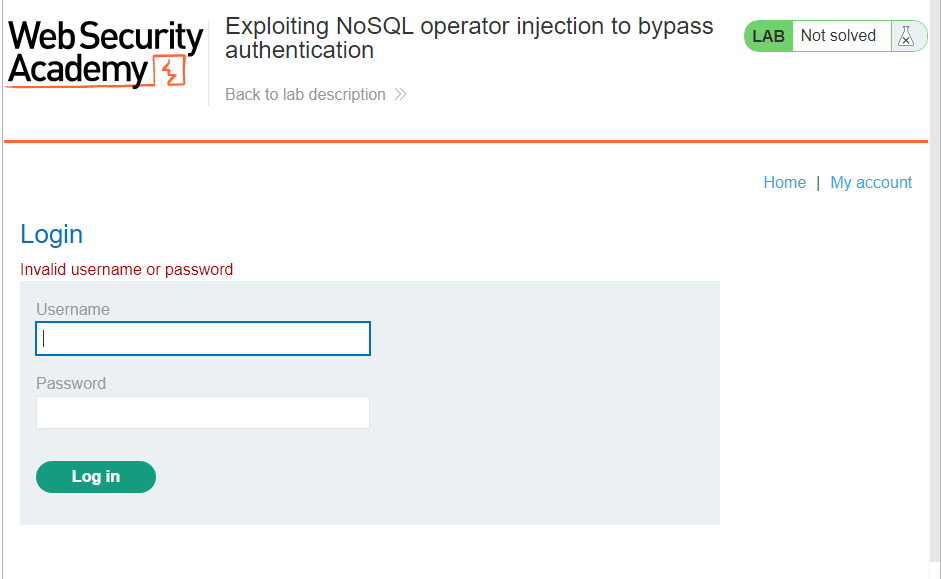 Web Security
Academy
Exploiting NoSQL operator injection to bypass
authentication
Back to lab description
LAB Not solved
Home | My account
Login
Invalid username or password
Username
Password
Log in